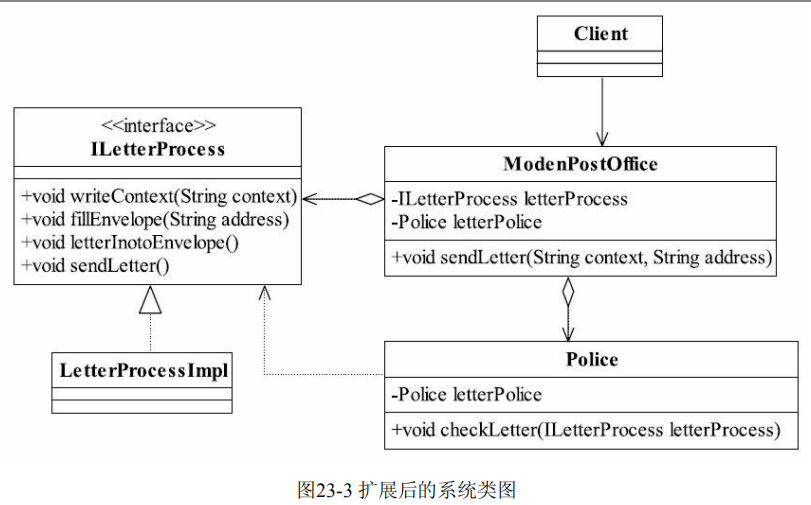 Client
<<interface>>
ILetterProcess
+void writeContext(String context)
+void fillEnvelope(String address)
+void letterInotoEnvelope()
+void sendLetter()
ModenPostOffice
-ILetterProcess letterProcess
-Police letterPolice
+void sendLetter(String context, String address)
LetterProcessImpl
Police
-Police letterPolice
+void checkLetter(ILetterProcess letterProcess)
图23-3 扩展后的系统类图